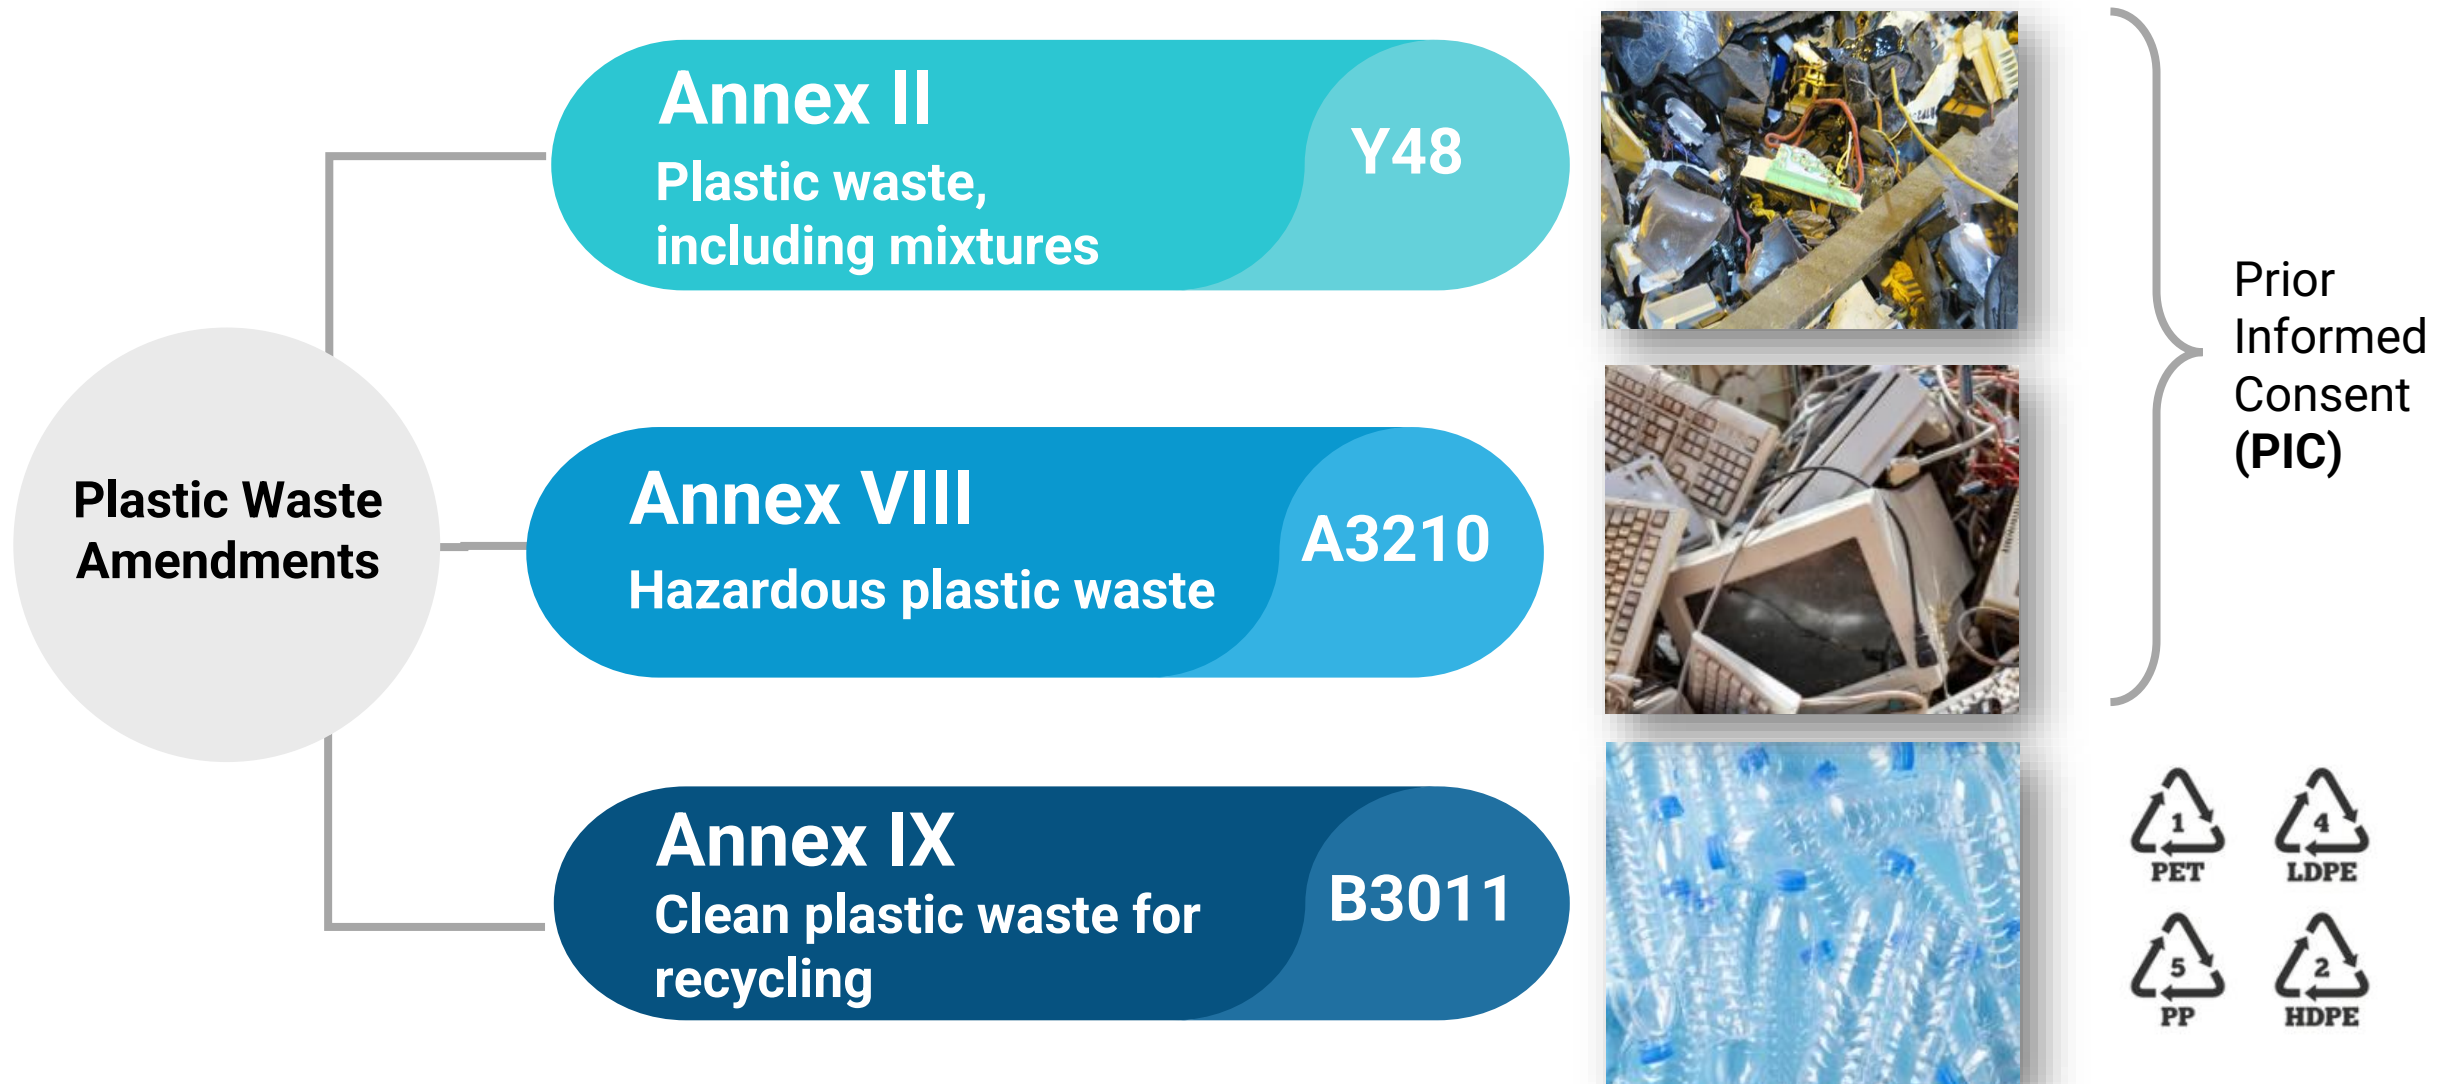 Plastic Waste
Amendments
Annex II
Plastic waste,
including mixtures
Y48
Annex VIII
Hazardous plastic waste
A3210
Annex IX
Clean plastic waste for
recycling
B3011
Prior
Informed
Consent
(PIC)
1
PET
4
LDPE
5
PP
2
HDPE